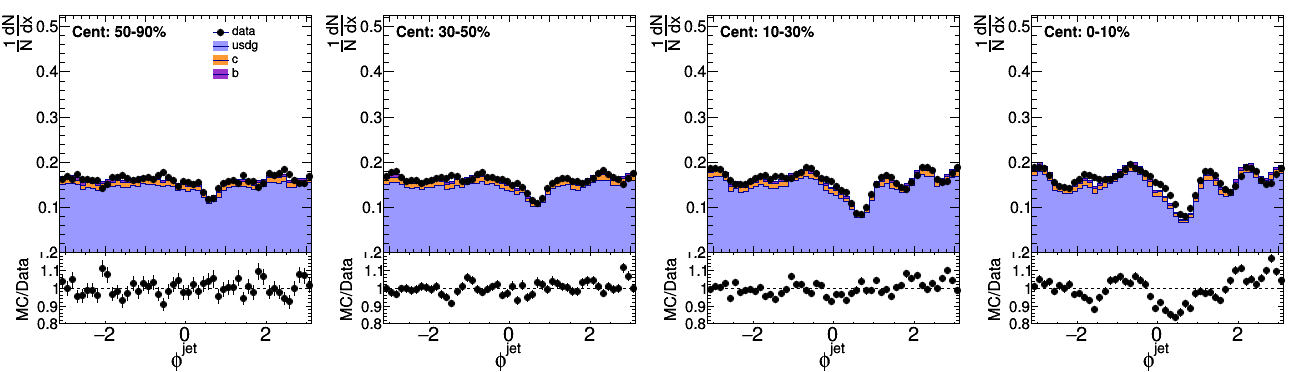 1 dN
N dx
Cent: 50-90%
data
usdg
c
b
0.5
0.4
0.3
0.2
0.1
MC/Data
1.2
1.1
1
0.9
0.8
−2 0 2
ϕjet
1 dN
N dx
Cent: 30-50%
0.5
0.4
0.3
0.2
0.1
MC/Data
1.2
1.1
1
0.9
0.8
−2 0 2
ϕjet
1 dN
N dx
Cent: 10-30%
0.5
0.4
0.3
0.2
0.1
MC/Data
1.2
1.1
1
0.9
0.8
−2 0 2
ϕjet
1 dN
N dx
Cent: 0-10%
0.5
0.4
0.3
0.2
0.1
MC/Data
1.2
1.1
1
0.9
0.8
−2 0 2
ϕjet